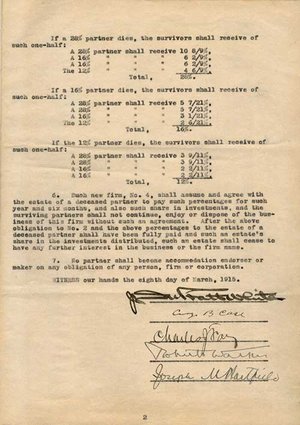 If a 28% partner dies, the survivors shall receive of
such one-half:
A 28% partner shall receive 10 8/9%
A 16% " " " 6 2/9%
A 16% " " " 6 2/9%
The 12% " " " 4 6/9%
Total, 28%
If a 16% partner dies, the survivors shall receive of
such one-half:
A 28% partner shall receive 5 7/21%
A 28% " " " 5 7/21%
A 16% " " " 3 1/21%
The 12% " " " 2 6/21%
Total, 16%
If the 12% partner dies, the survivors shall receive of
such one-half:
A 28% partner shall receive 3 9/11%
A 28% " " " 3 9/11%
A 16% " " " 2 2/11%
A 16% " " " 2 2/11%
Total, 12%
6. Such new firm, No. 4, shall assume and agree with
the estate of a deceased partner to pay such percentages for such
year and six months, and also such share in investments, and the
surviving partners shall not continue, enjoy or dispose of the busi-
ness of this firm without such an agreement. After the above
obligation to No. 2 and the above percentages to the estate of a
deceased partner shall have been fully paid and such an estate's
share in the investments distributed, such an estate shall cease to
have any further interest in the business or the firm name.
7. No partner shall become accommodation endorser or
maker on any obligation of any person, firm or corporation.
WITNESS our hands the eighth day of March, 1915.
Case
Charles J Fay
2